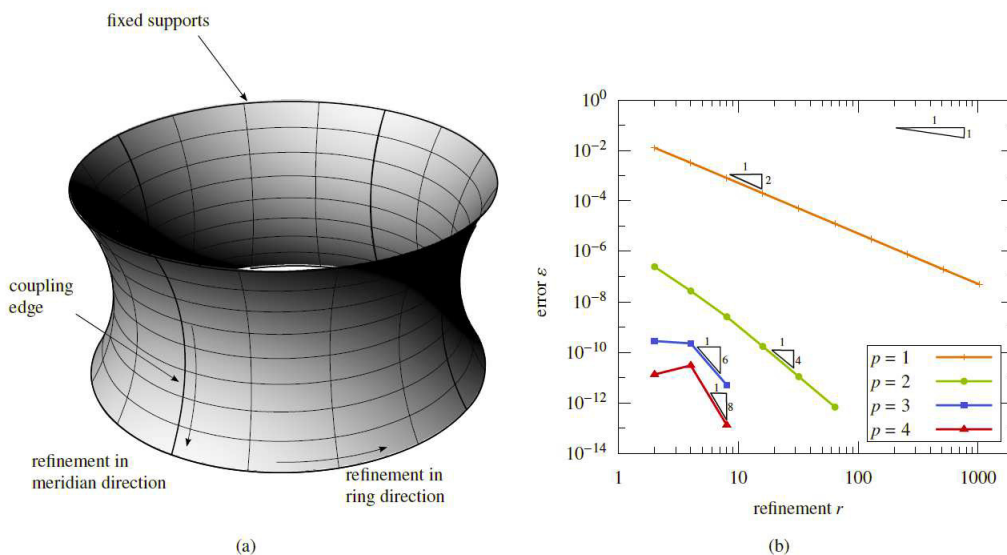 fixed supports
coupling
edge
refinement in
meridian direction
refinement in
ring direction
(a)
10^0
10^-2
10^-4
10^-6
10^-8
10^-10
10^-12
10^-14
error ε
1
1
1
2
1
6
1
4
1
8
p = 1
p = 2
p = 3
p = 4
1
10
100
1000
refinement r
(b)